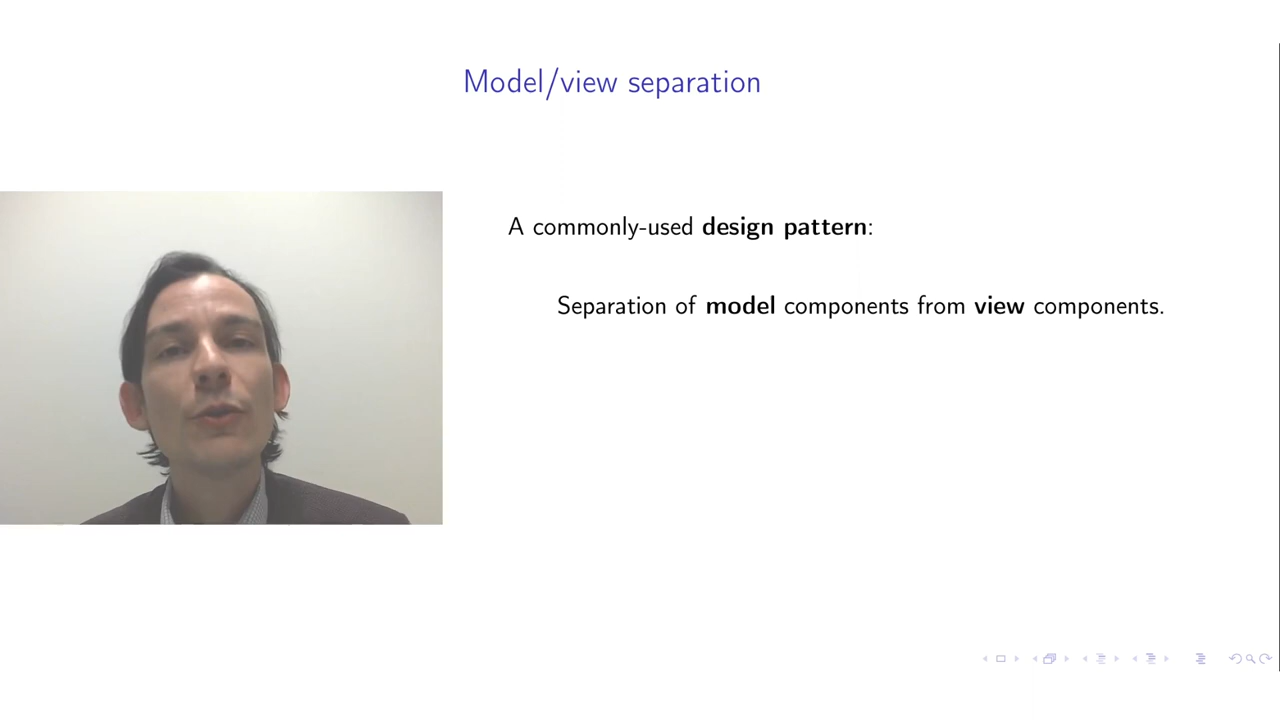 Model/view separation
A commonly-used design pattern:
Separation of model components from view components.